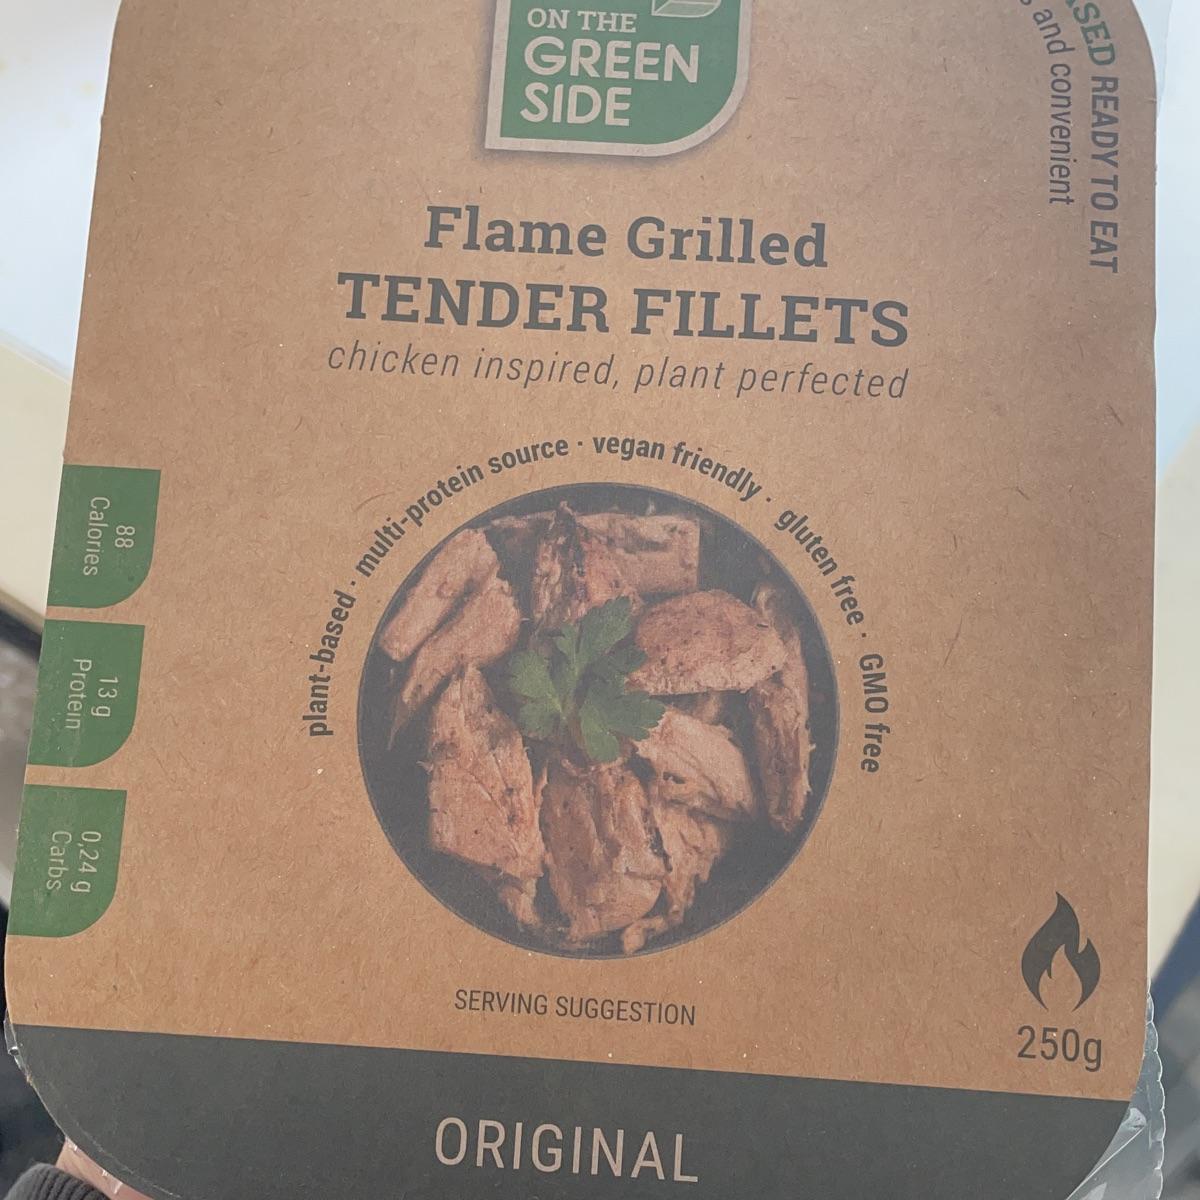 ON THE
GREEN
SIDE
READY TO EAT
and convenient
Flame Grilled
TENDER FILLETS
chicken inspired, plant perfected
plant-based · multi-protein source · vegan friendly · gluten free · GMO free
88
Calories
13 g
Protein
0,24 g
Carbs
SERVING SUGGESTION
250g
ORIGINAL